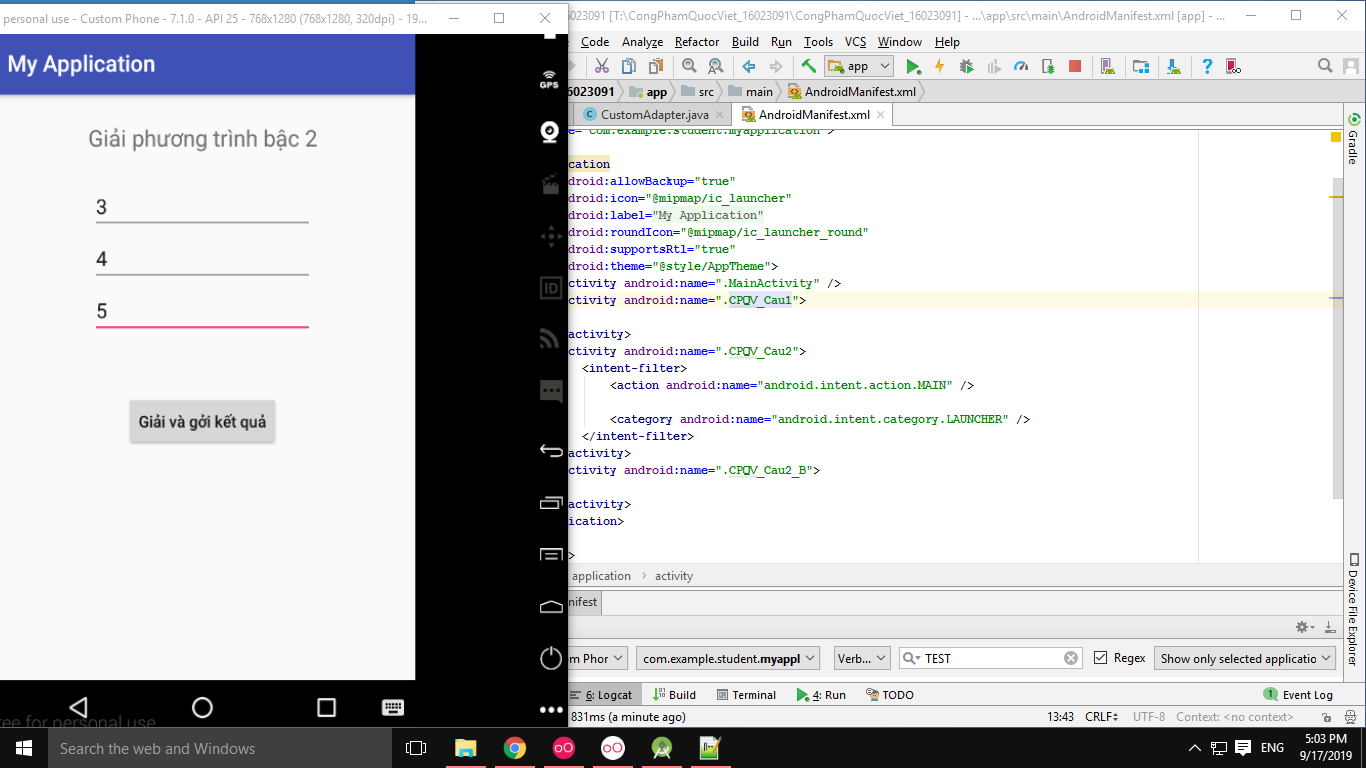 personal use - Custom Phone - 7.1.0 - API 25 - 768x1280 (768x1280, 320dpi) - 19...
My Application
Giải phương trình bậc 2
3
4
5
Giải và gởi kết quả
free for personal use
GPS
ID
16023091 [T:\CongPhamQuocViet_16023091\CongPhamQuocViet_16023091] - ...\app\src\main\AndroidManifest.xml [app] - ...
Code Analyze Refactor Build Run Tools VCS Window Help
app
16023091 app src main AndroidManifest.xml
CustomAdapter.java AndroidManifest.xml
e="com.example.student.myapplication">
cation
droid:allowBackup="true"
droid:icon="@mipmap/ic_launcher"
droid:label="My Application"
droid:roundIcon="@mipmap/ic_launcher_round"
droid:supportsRtl="true"
droid:theme="@style/AppTheme">
ctivity android:name=".MainActivity" />
ctivity android:name=".CPQV_Cau1">
activity>
ctivity android:name=".CPQV_Cau2">
<intent-filter>
<action android:name="android.intent.action.MAIN" />
<category android:name="android.intent.category.LAUNCHER" />
</intent-filter>
activity>
ctivity android:name=".CPQV_Cau2_B">
activity>
ication>
>
application › activity
nifest
m Phor com.example.student.myappl Verb... TEST Regex Show only selected applicatio
6: Logcat Build Terminal 4: Run TODO 1 Event Log
831ms (a minute ago) 13:43 CRLF UTF-8 Context: <no context>
Gradle
Device File Explorer
Search the web and Windows
ENG
5:03 PM
9/17/2019